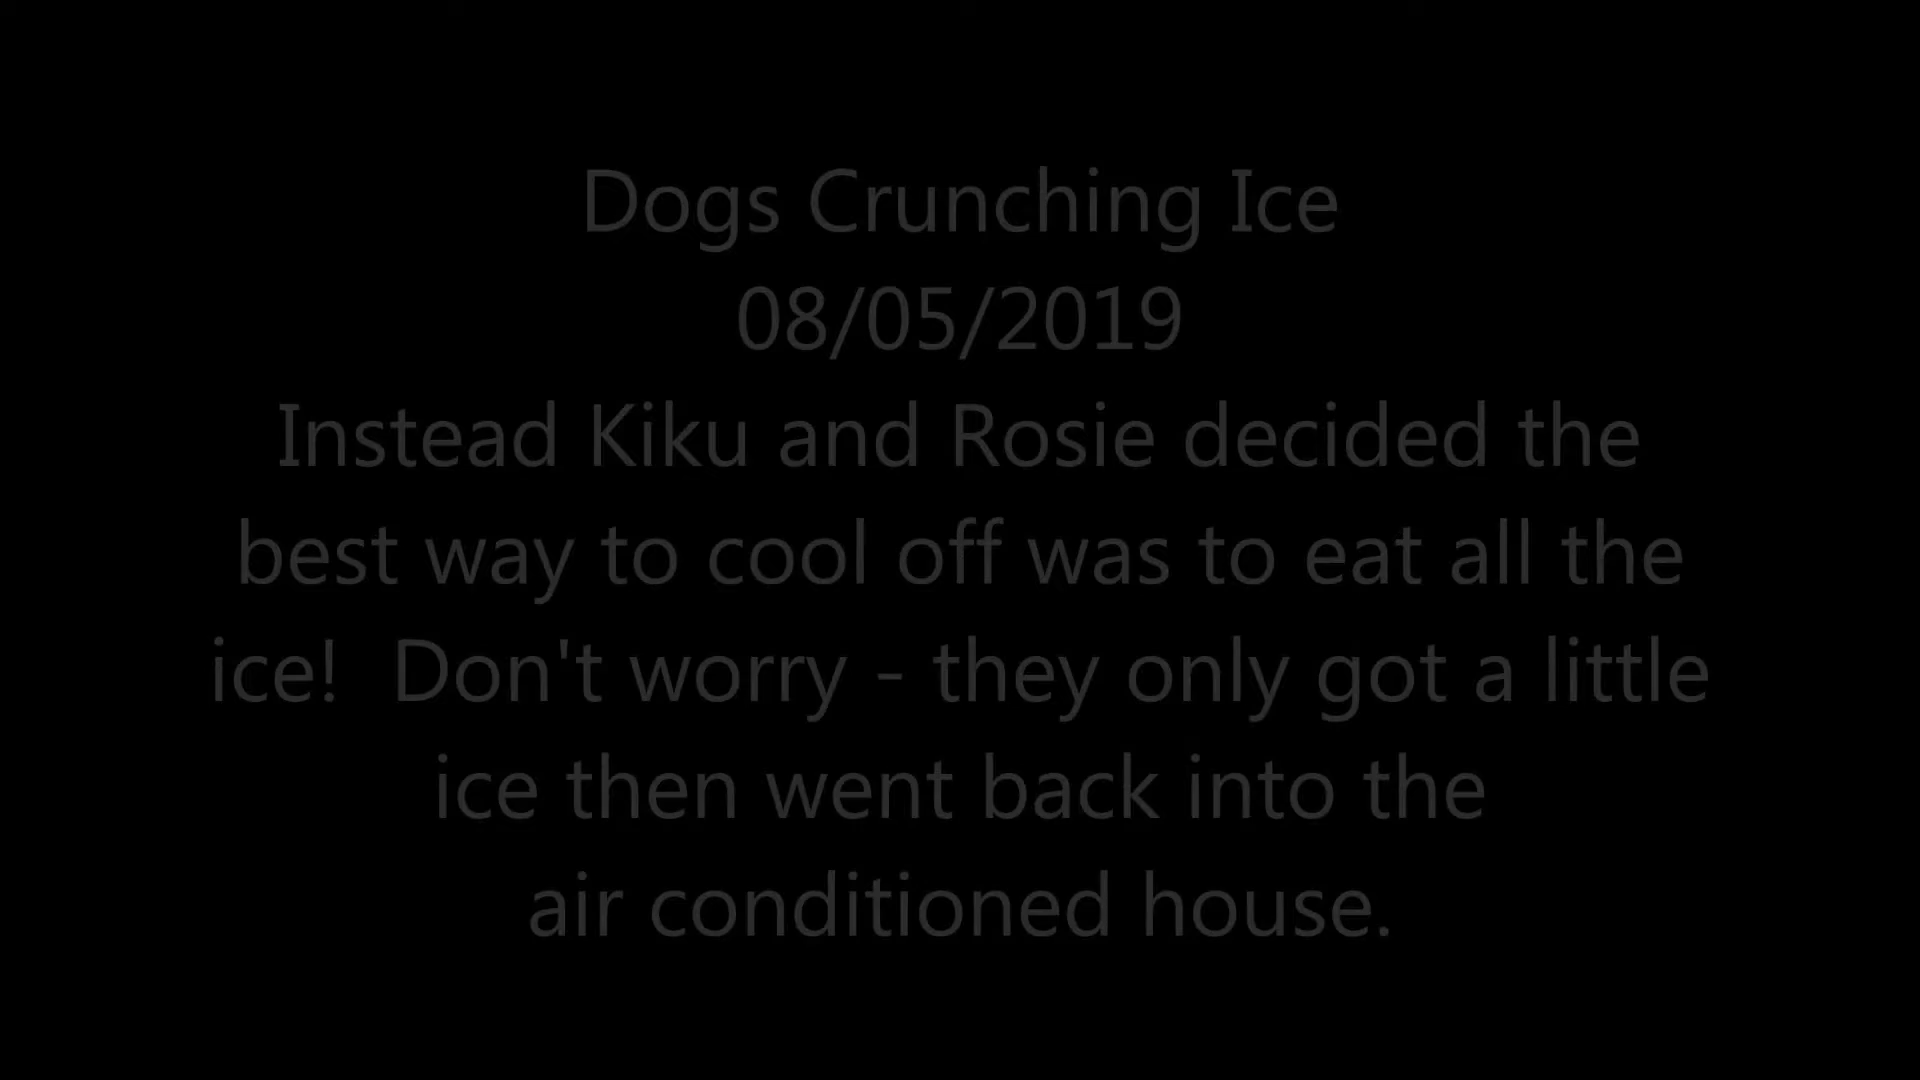 Dogs Crunching Ice
08/05/2019
Instead Kiku and Rosie decided the
best way to cool off was to eat all the
ice!  Don't worry - they only got a little
ice then went back into the
air conditioned house.